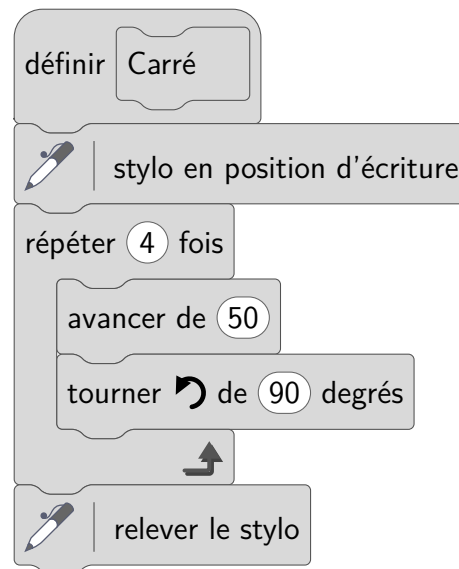 définir Carré
stylo en position d'écriture
répéter 4 fois
avancer de 50
tourner de 90 degrés
relever le stylo